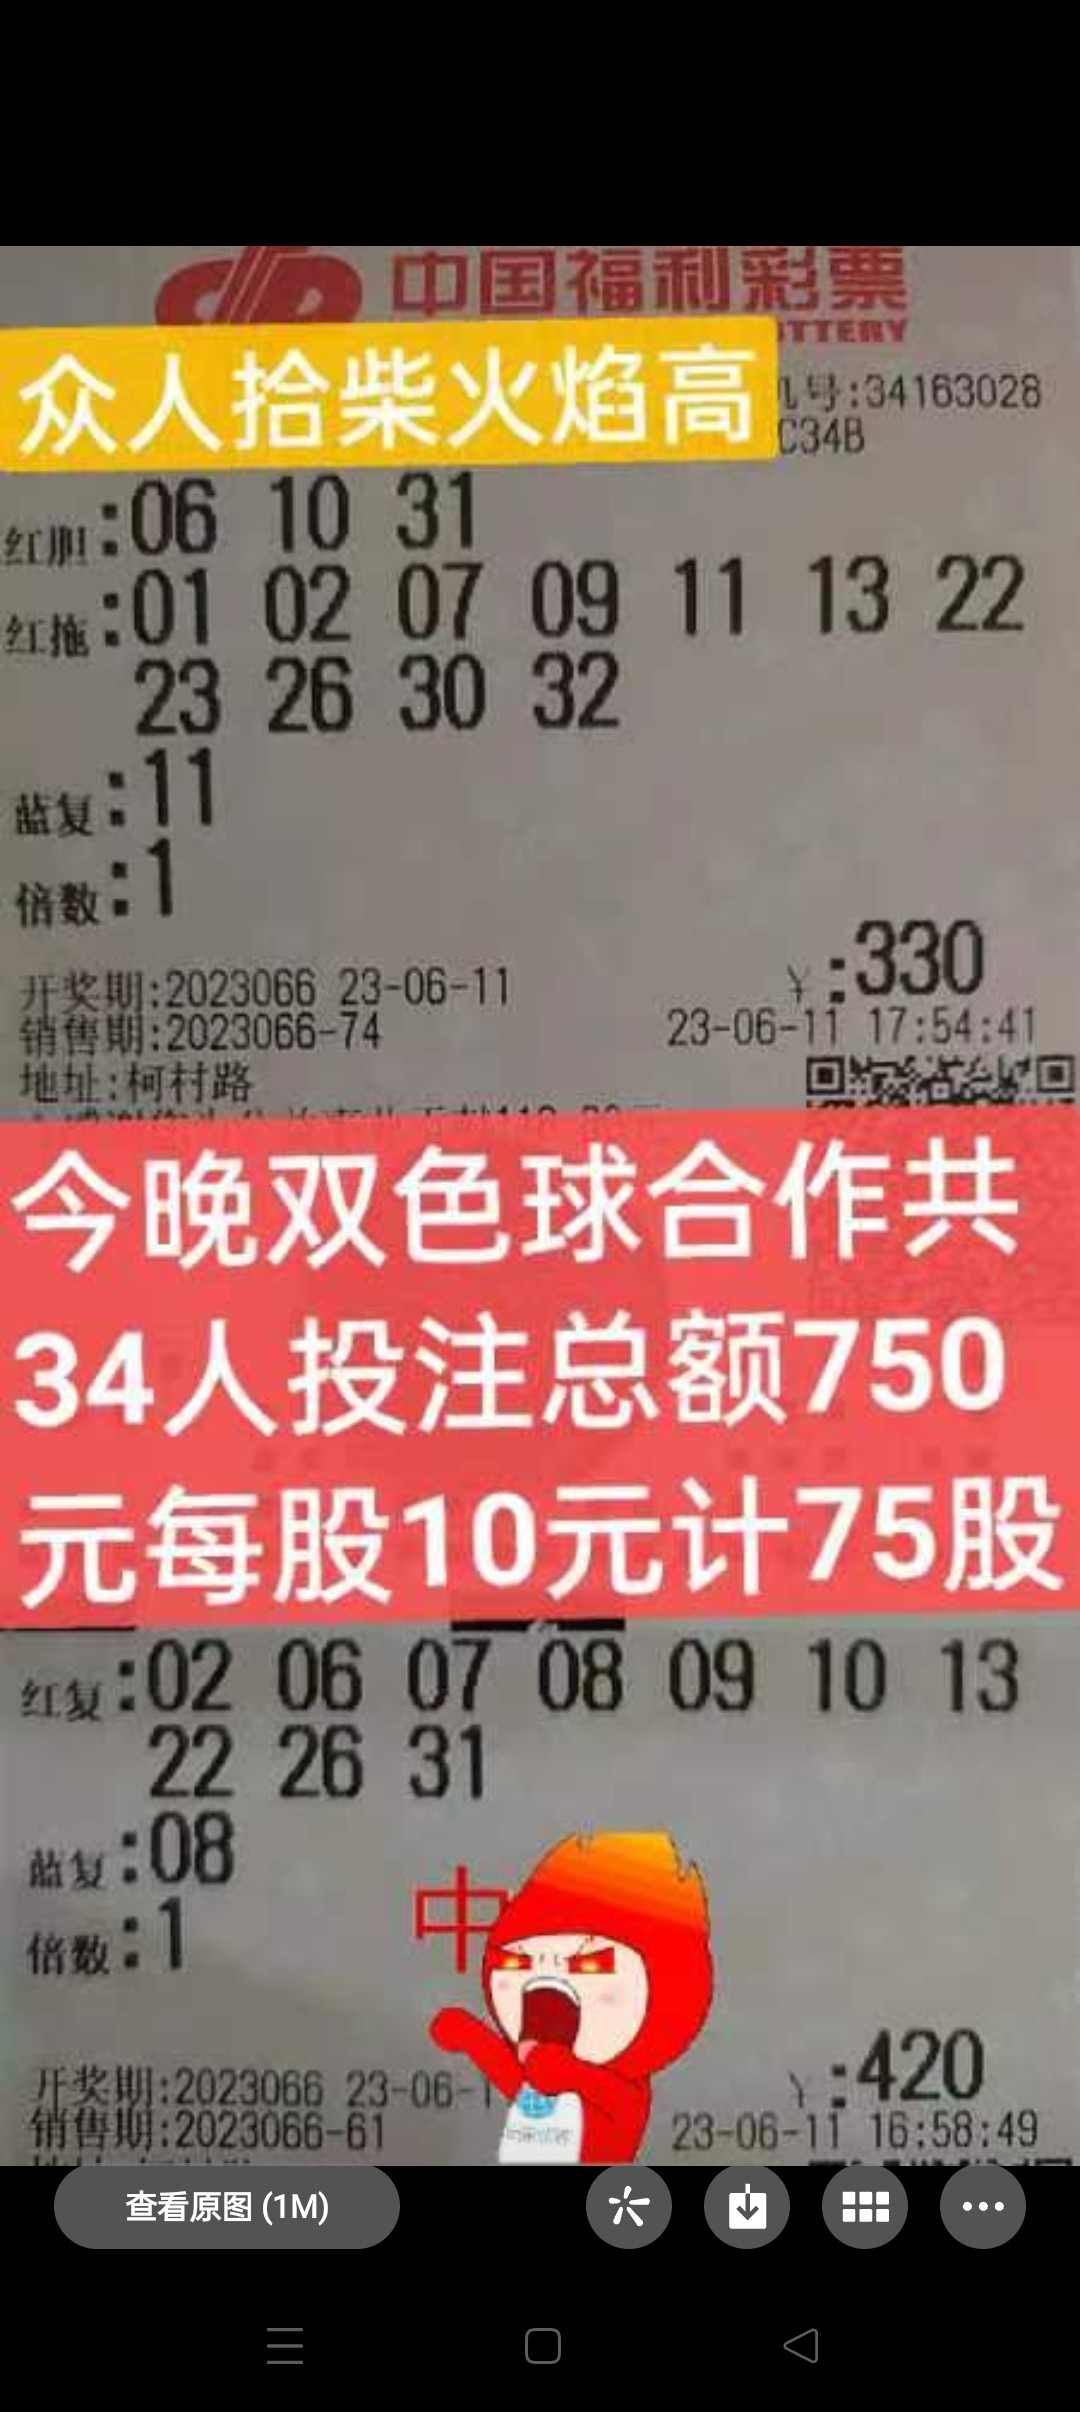 中国福利彩票
OTTERY
众人拾柴火焰高
机号:34163028
C34B
红胆:06 10 31
红拖:01 02 07 09 11 13 22
23 26 30 32
蓝复:11
倍数:1
￥:330
开奖期:2023066 23-06-11
销售期:2023066-74 23-06-11 17:54:41
地址:柯村路
今晚双色球合作共
34人投注总额750
元每股10元计75股
红复:02 06 07 08 09 10 13
22 26 31
蓝复:08
倍数:1
中
￥:420
开奖期:2023066 23-06-1
销售期:2023066-61 23-06-11 16:58:49
查看原图 (1M)